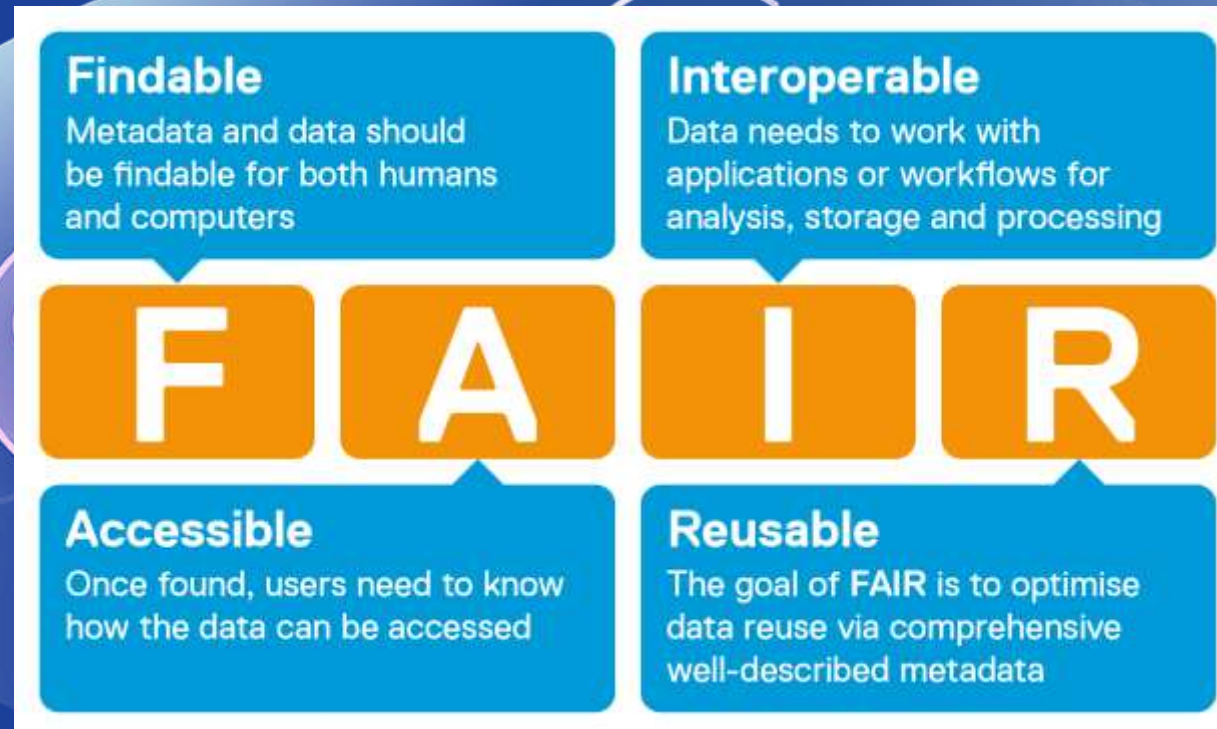 Findable
Metadata and data should
be findable for both humans
and computers
Interoperable
Data needs to work with
applications or workflows for
analysis, storage and processing
F A I R
Accessible
Once found, users need to know
how the data can be accessed
Reusable
The goal of FAIR is to optimise
data reuse via comprehensive
well-described metadata